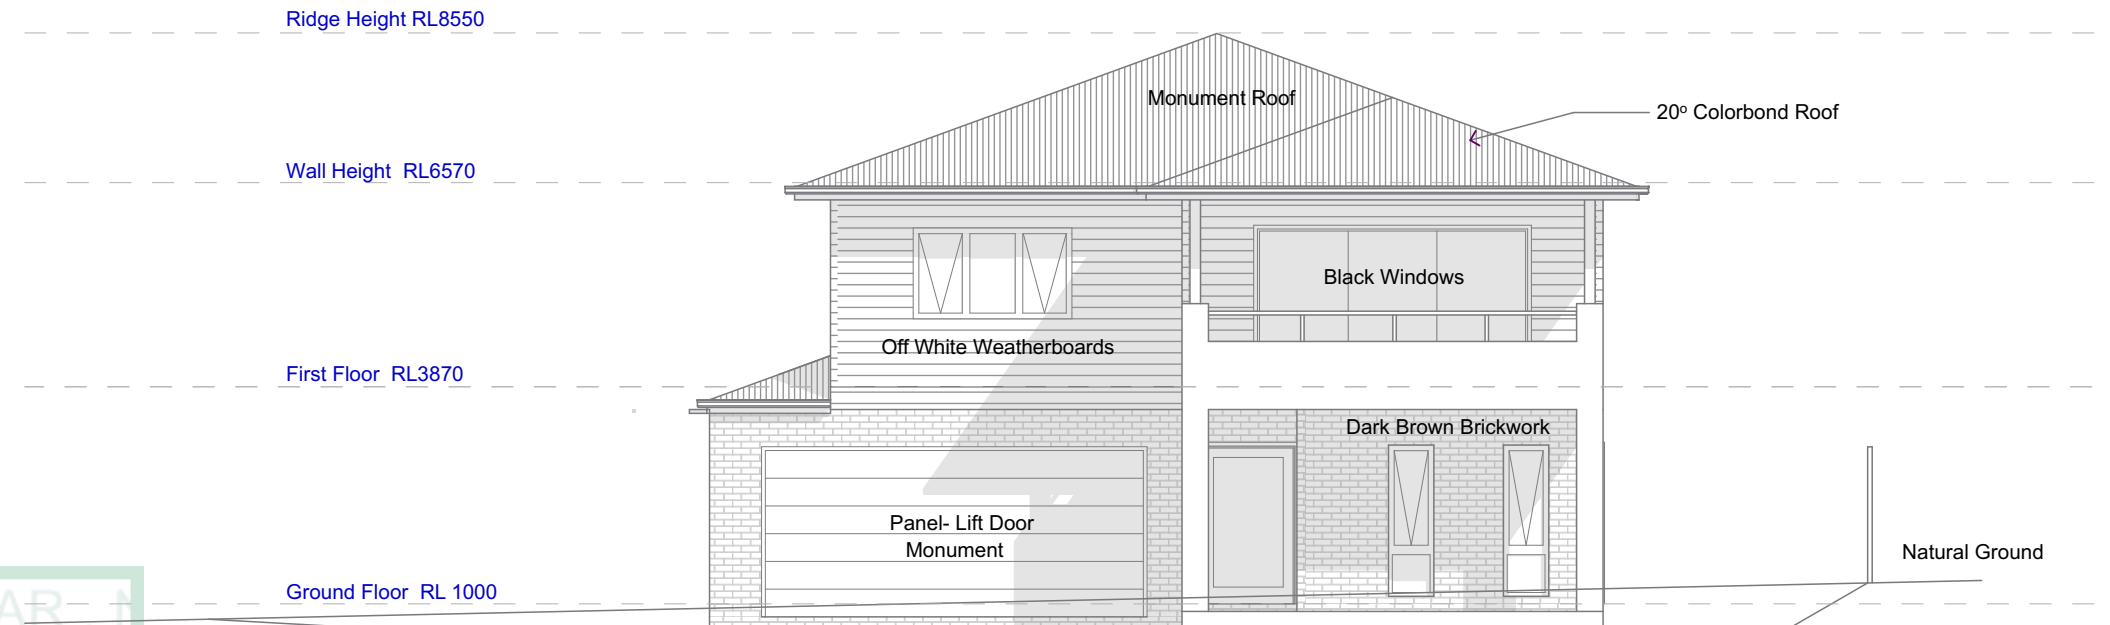 Ridge Height RL8550
Monument Roof
20º Colorbond Roof
Wall Height  RL6570
Black Windows
Off White Weatherboards
First Floor  RL3870
Dark Brown Brickwork
Panel- Lift Door
Monument
Natural Ground
Ground Floor  RL 1000
AR